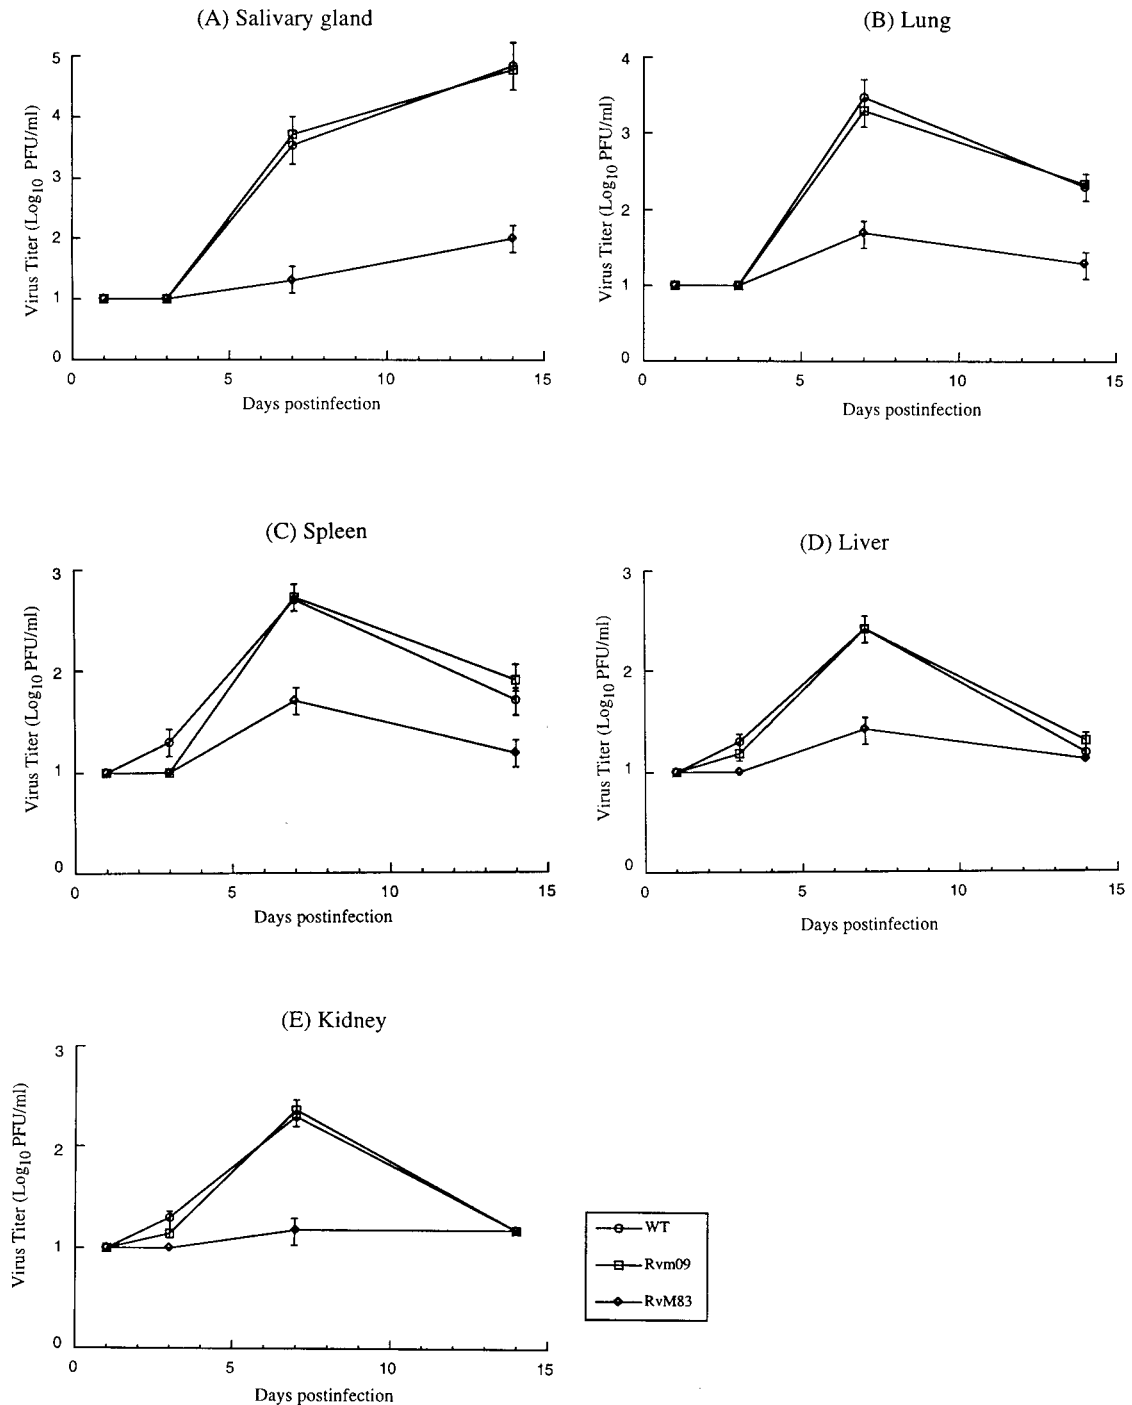 (A) Salivary gland
Virus Titer (Log10 PFU/ml)
5
4
3
2
1
0
0 5 10 15
Days postinfection
(B) Lung
Virus Titer (Log10 PFU/ml)
4
3
2
1
0
0 5 10 15
Days postinfection
(C) Spleen
Virus Titer (Log10 PFU/ml)
3
2
1
0
0 5 10 15
Days postinfection
(D) Liver
Virus Titer (Log10 PFU/ml)
3
2
1
0
0 5 10 15
Days postinfection
(E) Kidney
Virus Titer (Log10 PFU/ml)
3
2
1
0
0 5 10 15
Days postinfection
WT
Rvm09
RvM83